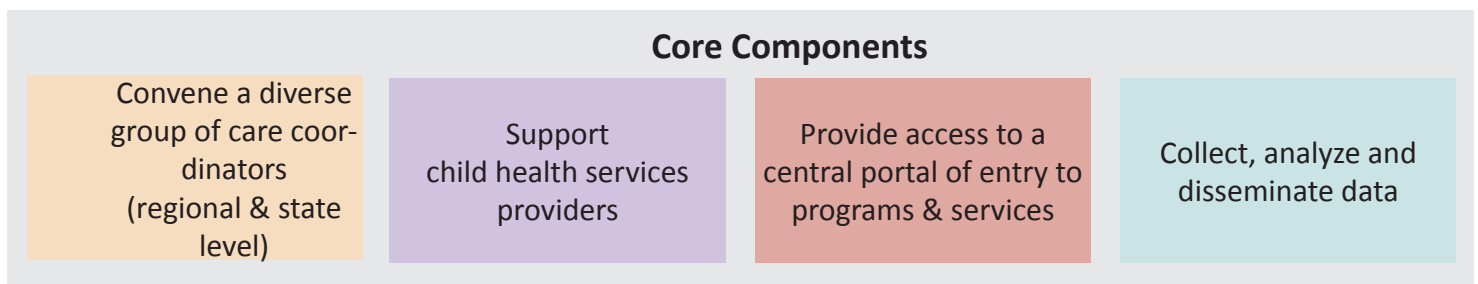 Core Components
Convene a diverse
group of care coor-
dinators
(regional & state
level)
Support
child health services
providers
Provide access to a
central portal of entry to
programs & services
Collect, analyze and
disseminate data